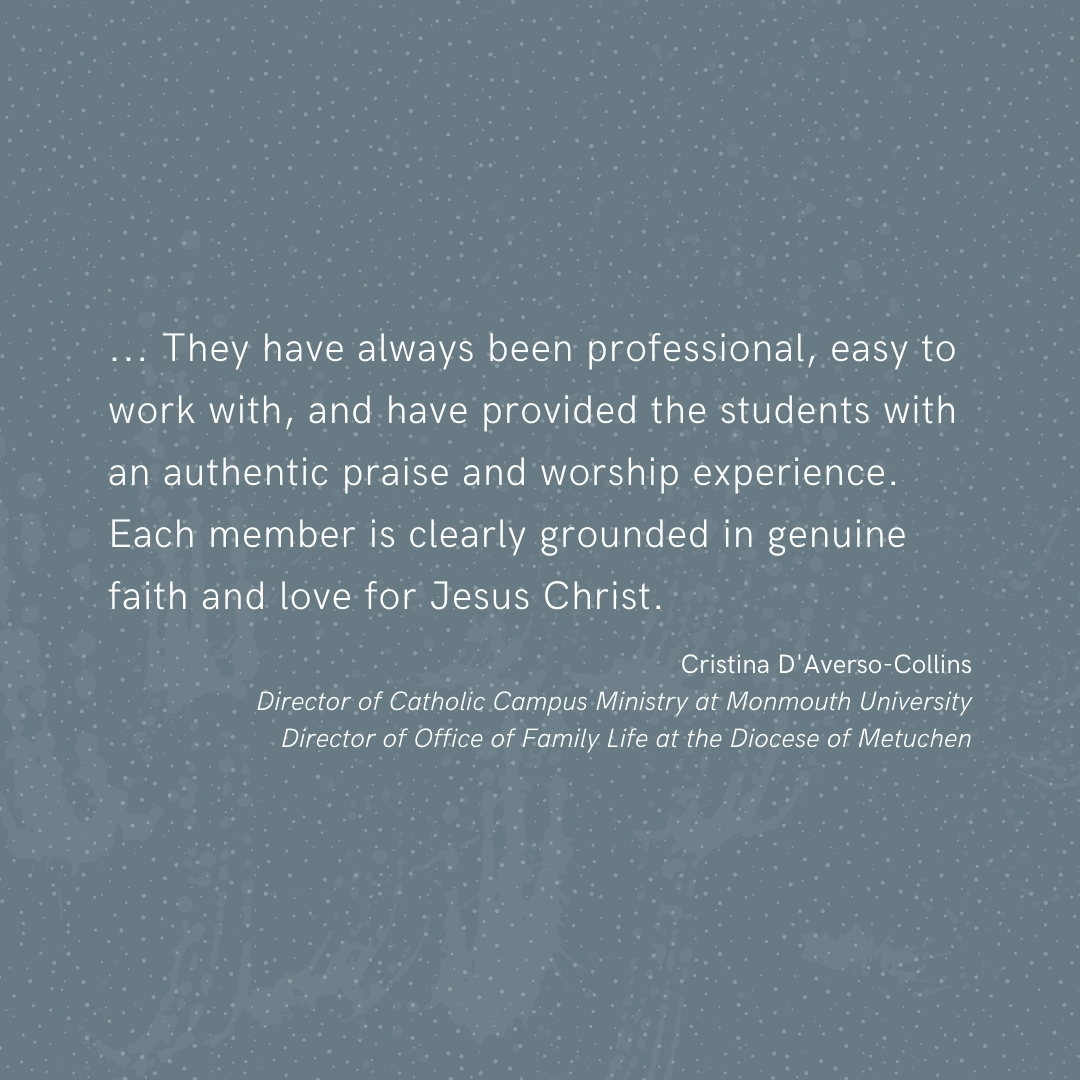 ... They have always been professional, easy to
work with, and have provided the students with
an authentic praise and worship experience.
Each member is clearly grounded in genuine
faith and love for Jesus Christ.
Cristina D'Averso-Collins
Director of Catholic Campus Ministry at Monmouth University
Director of Office of Family Life at the Diocese of Metuchen